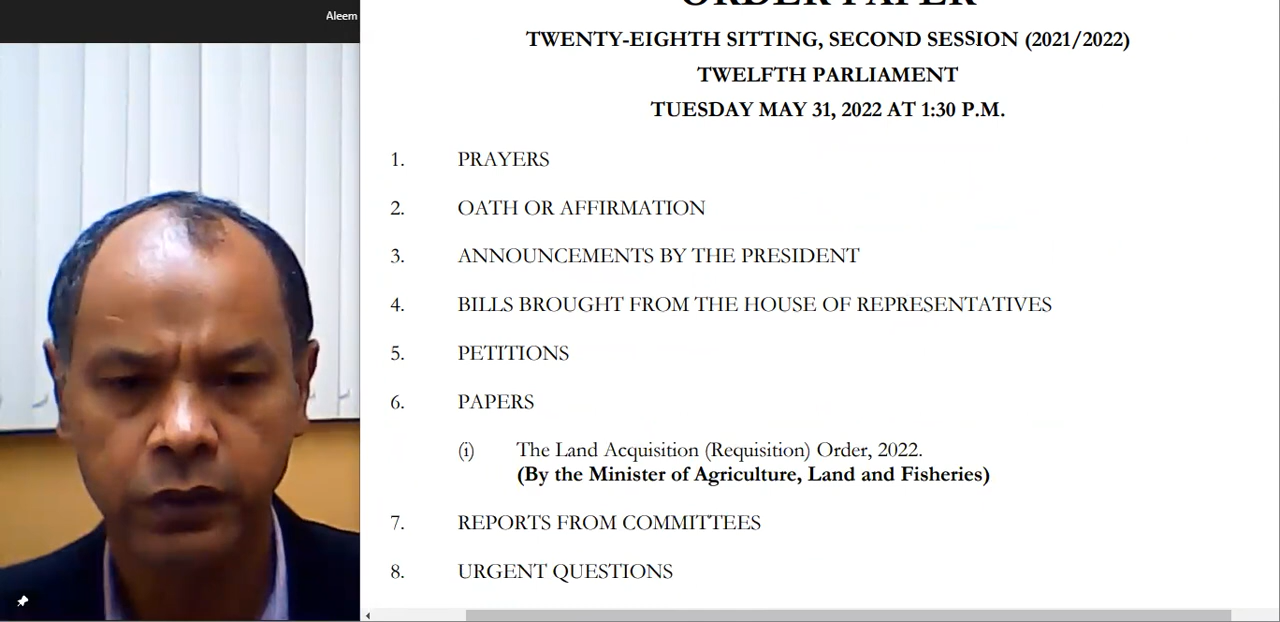 Aleem
ORDER PAPER
TWENTY-EIGHTH SITTING, SECOND SESSION (2021/2022)
TWELFTH PARLIAMENT
TUESDAY MAY 31, 2022 AT 1:30 P.M.
1. PRAYERS
2. OATH OR AFFIRMATION
3. ANNOUNCEMENTS BY THE PRESIDENT
4. BILLS BROUGHT FROM THE HOUSE OF REPRESENTATIVES
5. PETITIONS
6. PAPERS
(i) The Land Acquisition (Requisition) Order, 2022.
(By the Minister of Agriculture, Land and Fisheries)
7. REPORTS FROM COMMITTEES
8. URGENT QUESTIONS